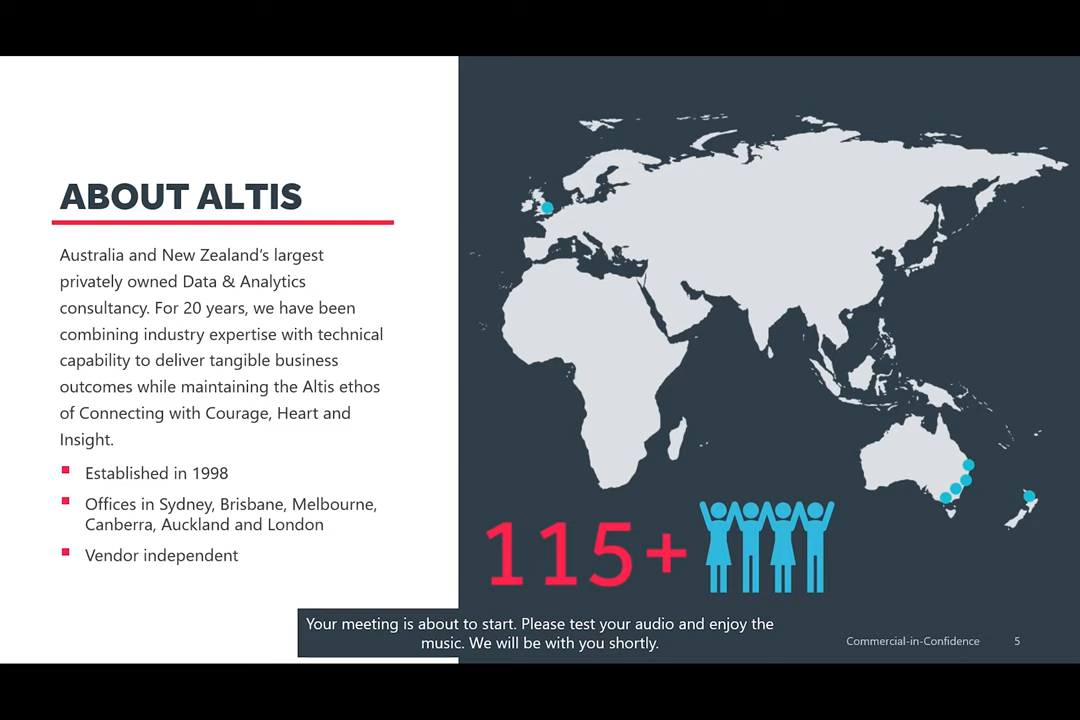 ABOUT ALTIS
Australia and New Zealand's largest
privately owned Data & Analytics
consultancy. For 20 years, we have been
combining industry expertise with technical
capability to deliver tangible business
outcomes while maintaining the Altis ethos
of Connecting with Courage, Heart and
Insight.
Established in 1998
Offices in Sydney, Brisbane, Melbourne,
Canberra, Auckland and London
Vendor independent
115+
Your meeting is about to start. Please test your audio and enjoy the
music. We will be with you shortly.
Commercial-in-Confidence 5